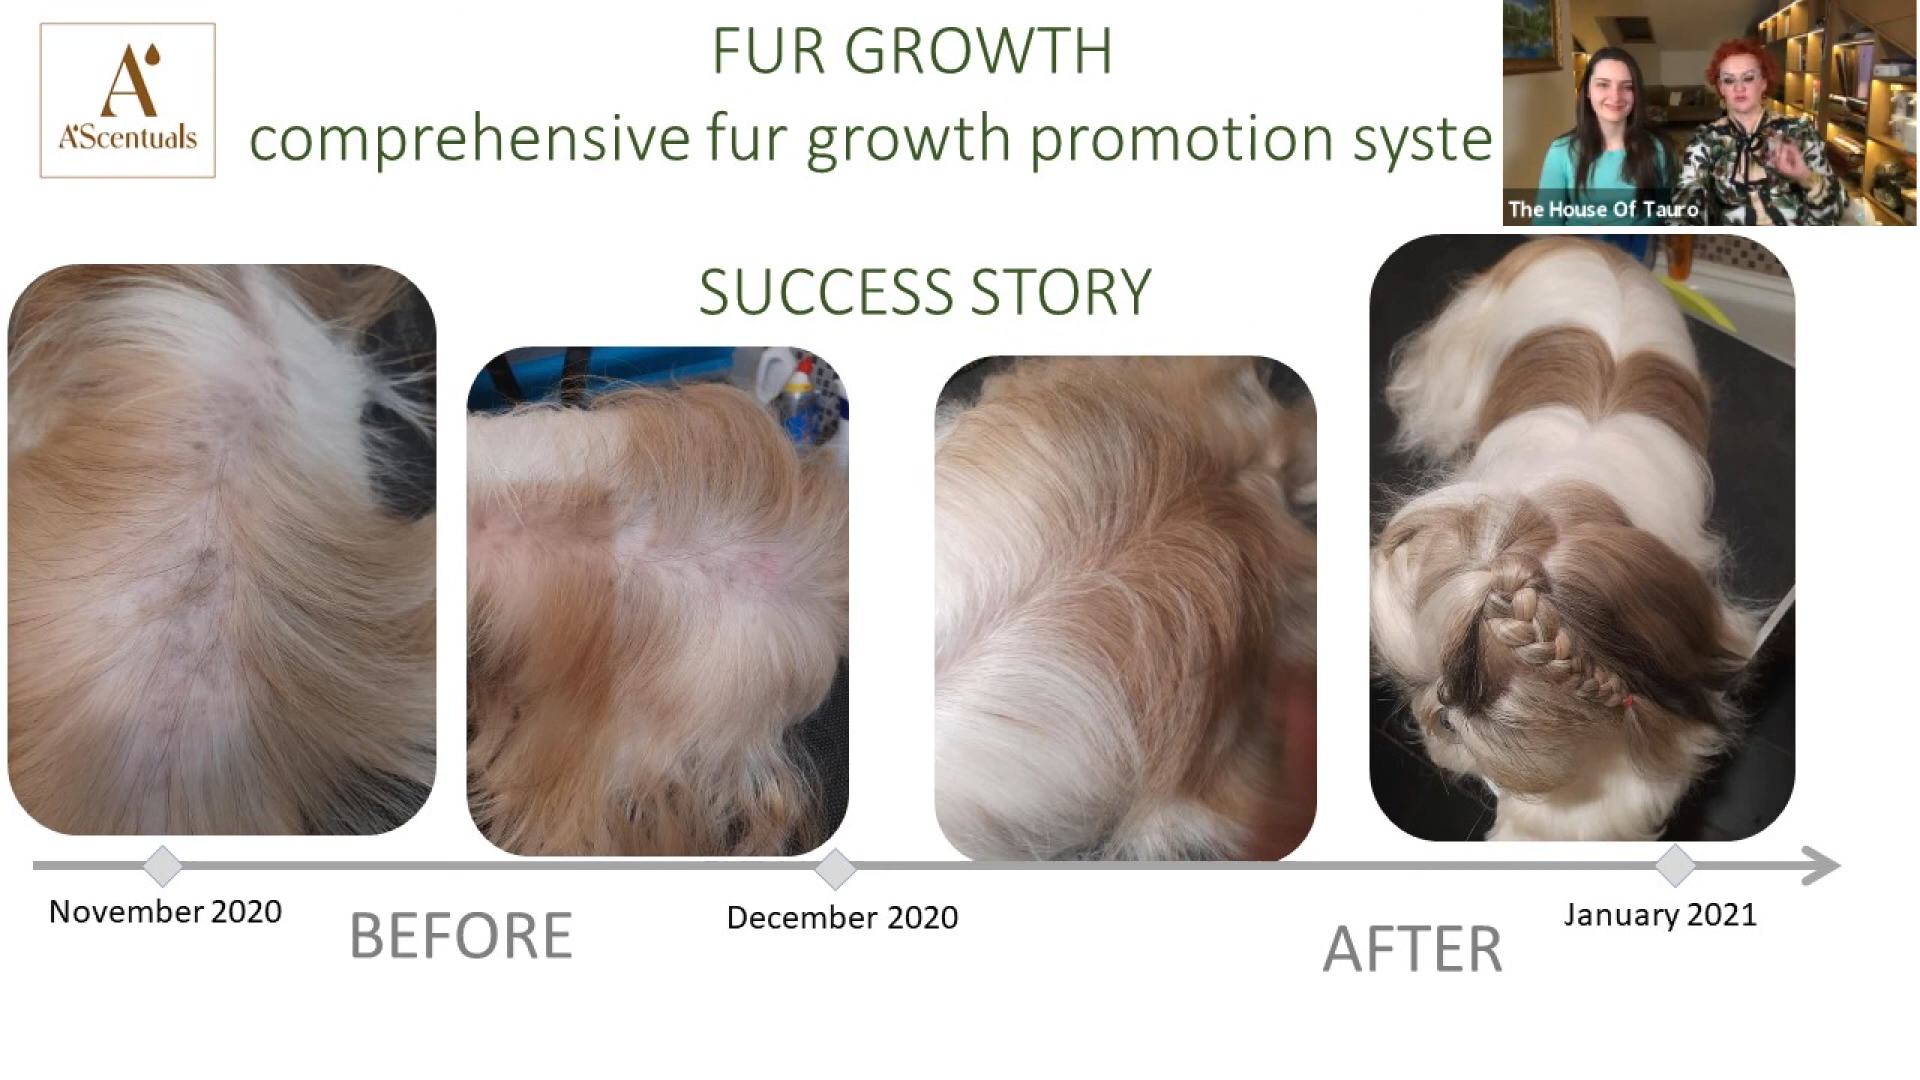 A
A'Scentuals
FUR GROWTH
comprehensive fur growth promotion syste
The House Of Tauro
SUCCESS STORY
November 2020
BEFORE
December 2020
AFTER
January 2021